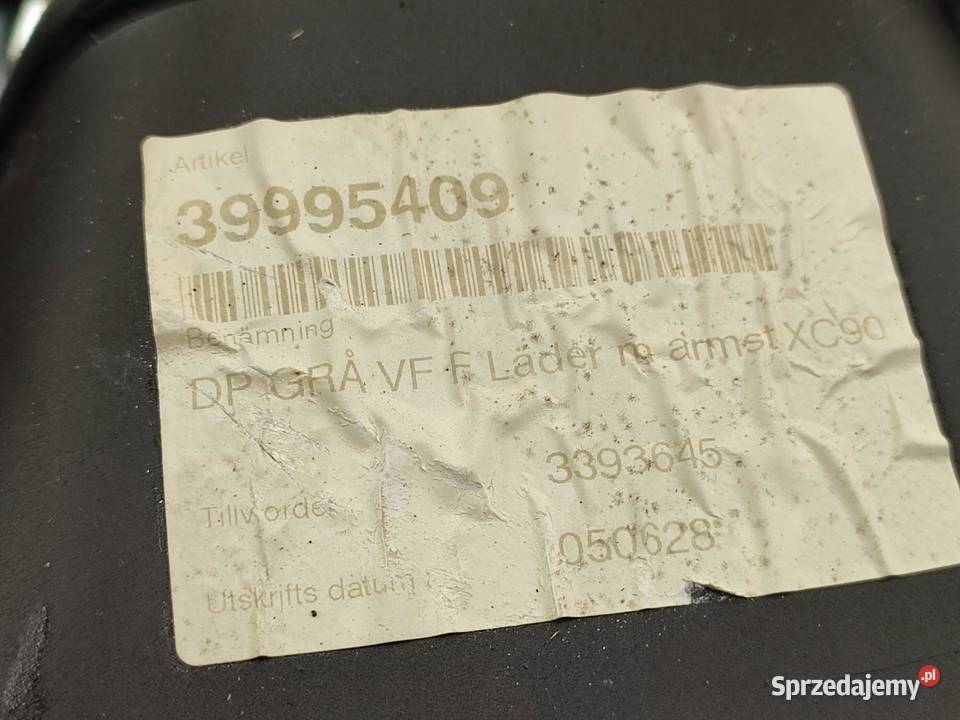 Artikel
39995409
Benämning
DP GRÅ VF F Läder m armst XC90
3393645
Tillv order
050628
Utskrifts datum
Sprzedajemy.pl